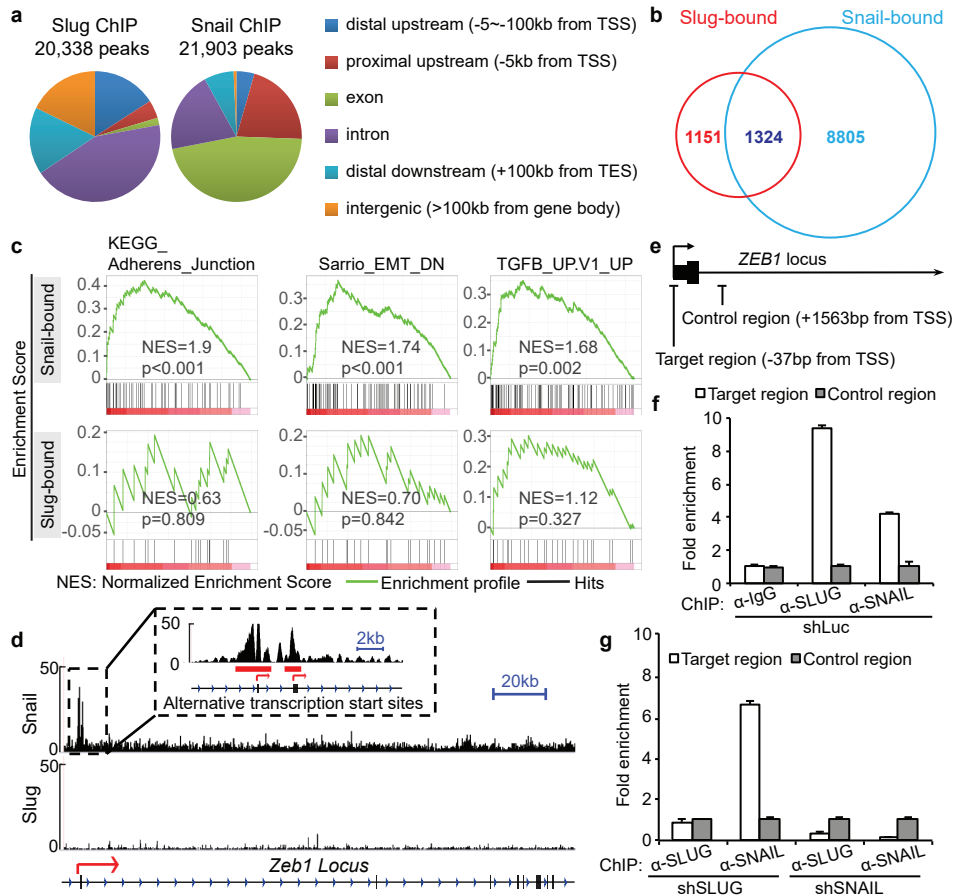 a
Slug ChIP
20,338 peaks
Snail ChIP
21,903 peaks
distal upstream (-5~-100kb from TSS)
proximal upstream (-5kb from TSS)
exon
intron
distal downstream (+100kb from TES)
intergenic (>100kb from gene body)
b
Slug-bound
Snail-bound
1151
1324
8805
c
KEGG_
Adherens_Junction
Sarrio_EMT_DN
TGFB_UP.V1_UP
Enrichment Score
Snail-bound
0.4
0.3
0.2
0.1
0
NES=1.9
p<0.001
0.3
0.2
0.1
0
NES=1.74
p<0.001
0.3
0.2
0.1
0
NES=1.68
p=0.002
Slug-bound
0.2
0.1
0
-0.05
NES=0.63
p=0.809
0.2
0.1
0
-0.05
NES=0.70
p=0.842
0.3
0.2
0.1
0
NES=1.12
p=0.327
NES: Normalized Enrichment Score
Enrichment profile
Hits
d
50
0
2kb
Alternative transcription start sites
20kb
Snail
50
0
Slug
50
0
Zeb1 Locus
e
ZEB1 locus
Control region (+1563bp from TSS)
Target region (-37bp from TSS)
f
Target region
Control region
Fold enrichment
10
8
6
4
2
0
ChIP:
α-IgG
α-SLUG
α-SNAIL
shLuc
g
Target region
Control region
Fold enrichment
10
8
6
4
2
0
ChIP:
α-SLUG
α-SNAIL
α-SLUG
α-SNAIL
shSLUG
shSNAIL